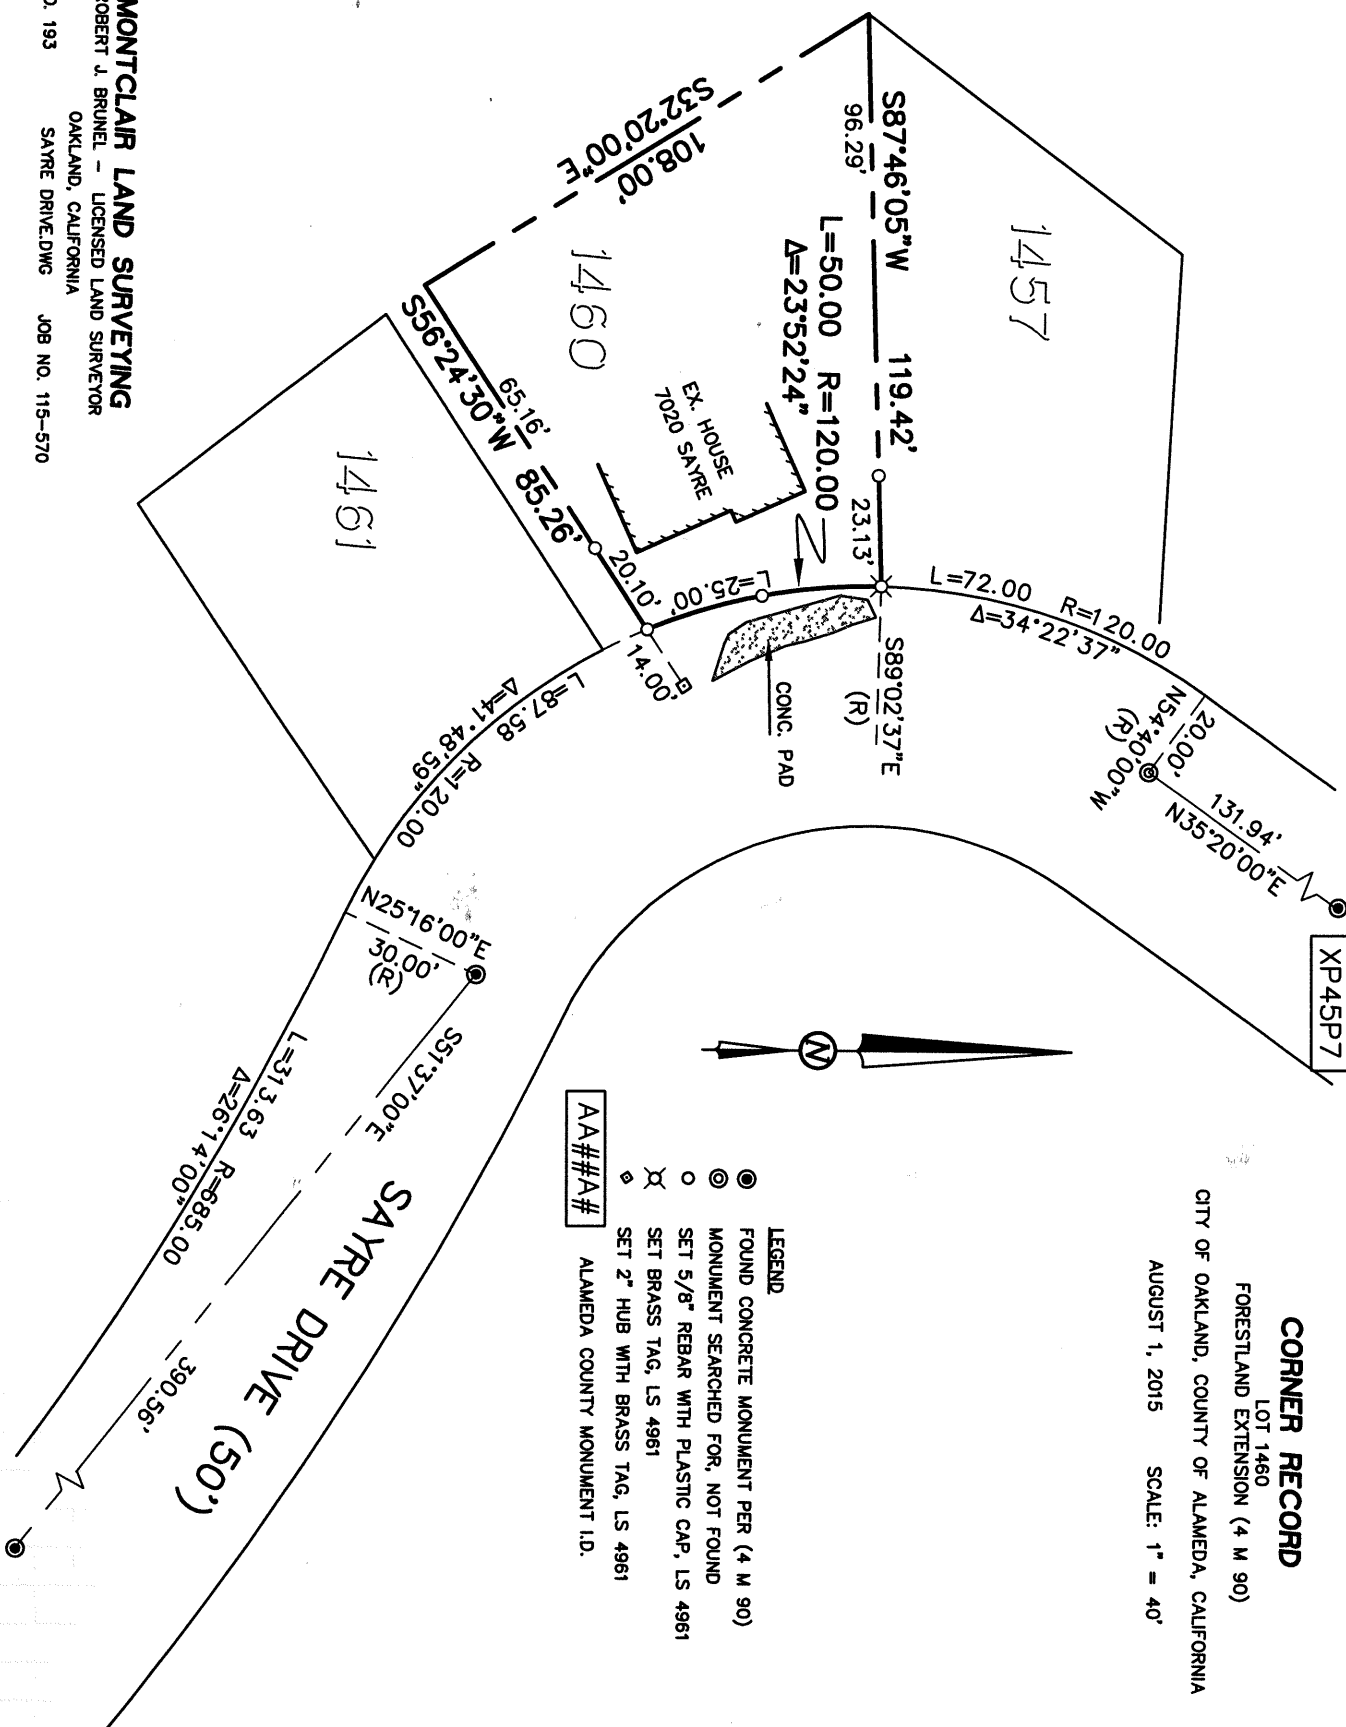 CORNER RECORD
LOT 1460
FORESTLAND EXTENSION (4 M 90)
CITY OF OAKLAND, COUNTY OF ALAMEDA, CALIFORNIA
AUGUST 1, 2015 SCALE: 1" = 40'
XP45P7
131.94'
N35°20'00"E
20.00'
N54°40'00"W
(R)
L=72.00 R=120.00
Δ=34°22'37"
1457
S87°46'05"W 119.42'
96.29'
23.13'
S89°02'37"E
(R)
L=50.00 R=120.00
Δ=23°52'24"
L=25.00'
CONC. PAD
EX. HOUSE
7020 SAYRE
1460
108.00'
S32°20'00"E
65.16'
S56°24'30"W 85.26'
20.10'
14.00'
1461
L=87.58 R=120.00
Δ=41°48'59"
N25°16'00"E
30.00'
(R)
S51°37'00"E
390.56'
L=313.63 R=685.00
Δ=26°14'00"
SAYRE DRIVE (50')
N
LEGEND
FOUND CONCRETE MONUMENT PER (4 M 90)
MONUMENT SEARCHED FOR, NOT FOUND
SET 5/8" REBAR WITH PLASTIC CAP, LS 4961
SET BRASS TAG, LS 4961
SET 2" HUB WITH BRASS TAG, LS 4961
AA##A# ALAMEDA COUNTY MONUMENT I.D.
MONTCLAIR LAND SURVEYING
ROBERT J. BRUNEL - LICENSED LAND SURVEYOR
OAKLAND, CALIFORNIA
193 SAYRE DRIVE.DWG JOB NO. 115-570